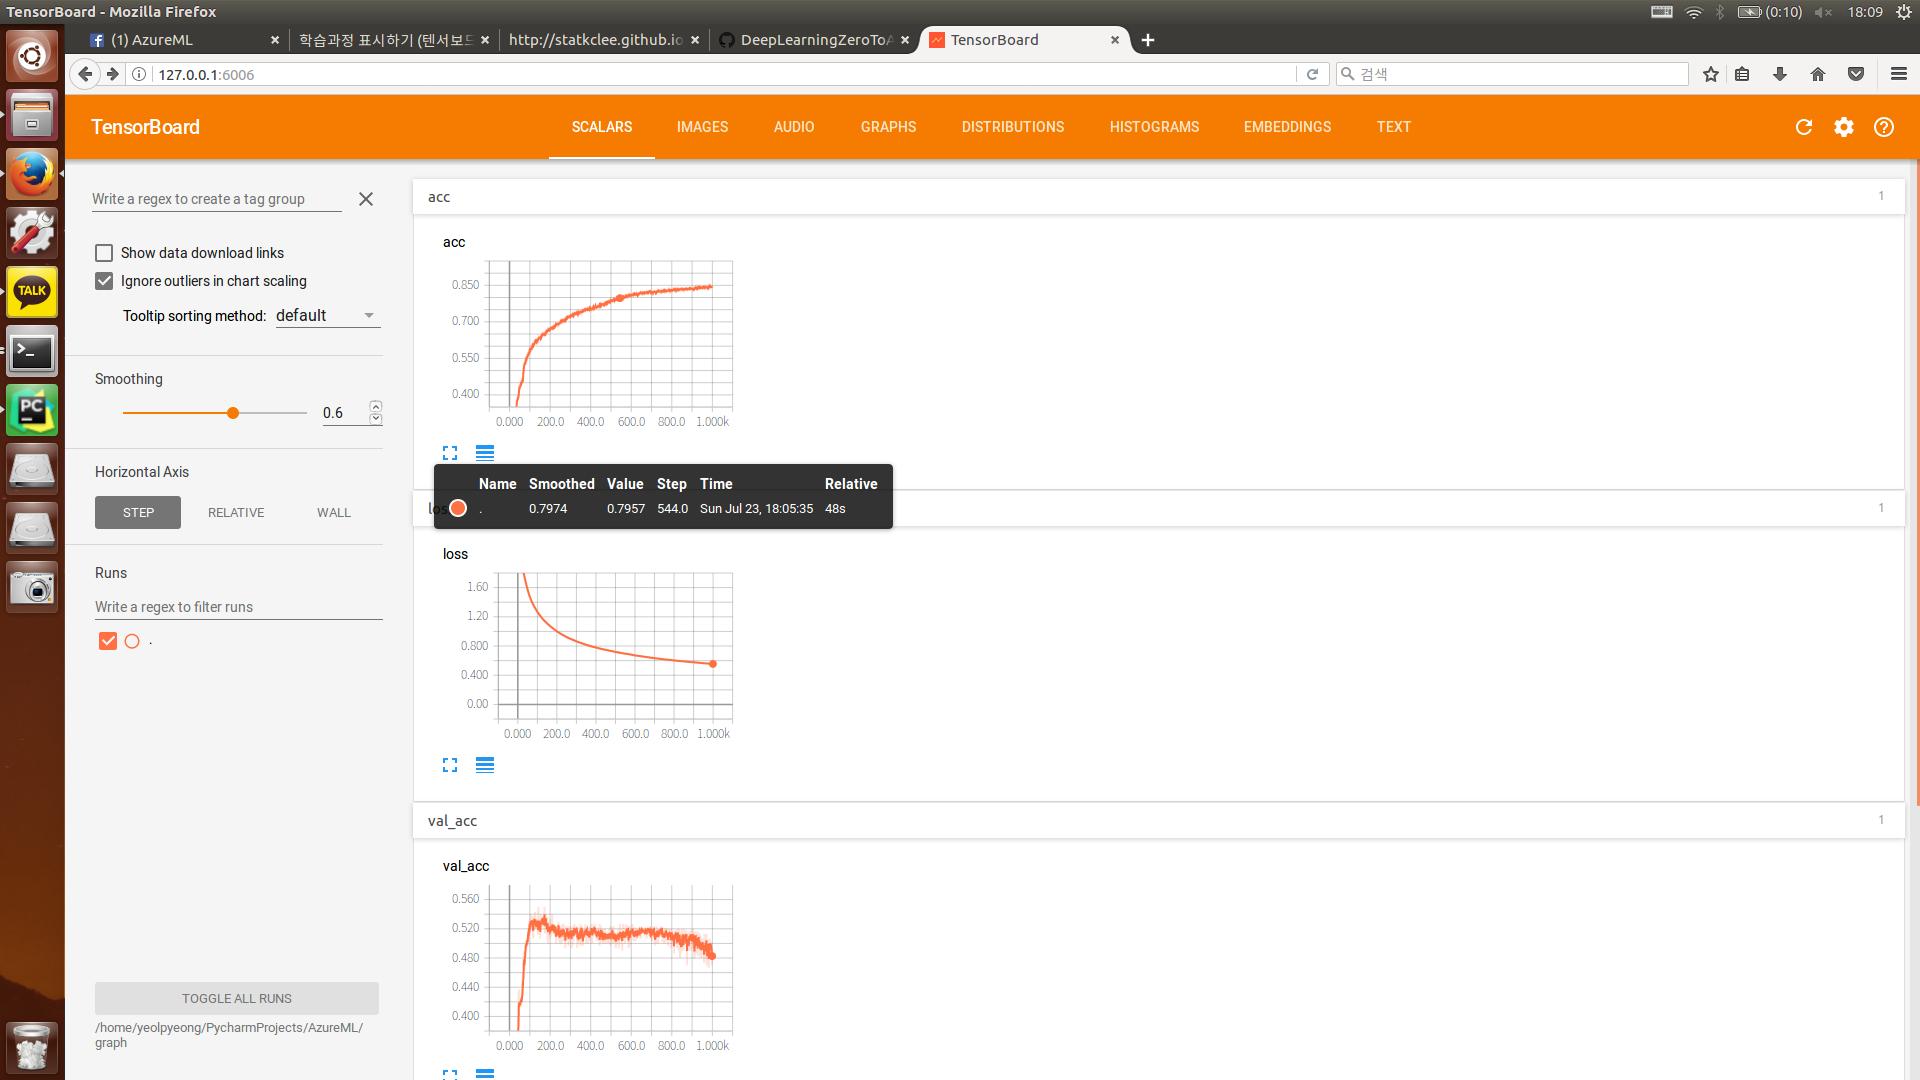 TensorBoard - Mozilla Firefox
(0:10)
18:09
(1) AzureML
학습과정 표시하기 (텐서보드
http://statkclee.github.io
DeepLearningZeroToA
TensorBoard
127.0.0.1:6006
검색
TensorBoard
SCALARS
IMAGES
AUDIO
GRAPHS
DISTRIBUTIONS
HISTOGRAMS
EMBEDDINGS
TEXT
Write a regex to create a tag group
Show data download links
Ignore outliers in chart scaling
Tooltip sorting method: default
Smoothing
0.6
Horizontal Axis
STEP
RELATIVE
WALL
Runs
Write a regex to filter runs
.
TOGGLE ALL RUNS
/home/yeolpyeong/PycharmProjects/AzureML/
graph
TALK
PC
acc
1
acc
0.850
0.700
0.550
0.400
0.000 200.0 400.0 600.0 800.0 1.000k
Name Smoothed Value Step Time Relative
. 0.7974 0.7957 544.0 Sun Jul 23, 18:05:35 48s
1
loss
1.60
1.20
0.800
0.400
0.00
0.000 200.0 400.0 600.0 800.0 1.000k
val_acc
1
val_acc
0.560
0.520
0.480
0.440
0.400
0.000 200.0 400.0 600.0 800.0 1.000k